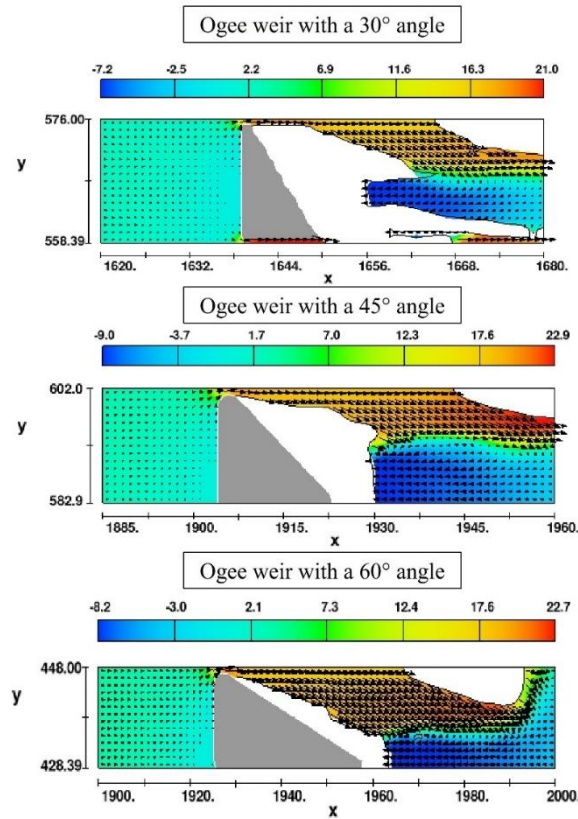 Ogee weir with a 30° angle
-7.2 -2.5 2.2 6.9 11.6 16.3 21.0
576.00
y
558.39
1620. 1632. 1644. 1656. 1668. 1680.
x
Ogee weir with a 45° angle
-9.0 -3.7 1.7 7.0 12.3 17.6 22.9
602.0
y
582.9
1885. 1900. 1915. 1930. 1945. 1960.
x
Ogee weir with a 60° angle
-8.2 -3.0 2.1 7.3 12.4 17.6 22.7
448.00
y
428.39
1900. 1920. 1940. 1960. 1980. 2000.
x